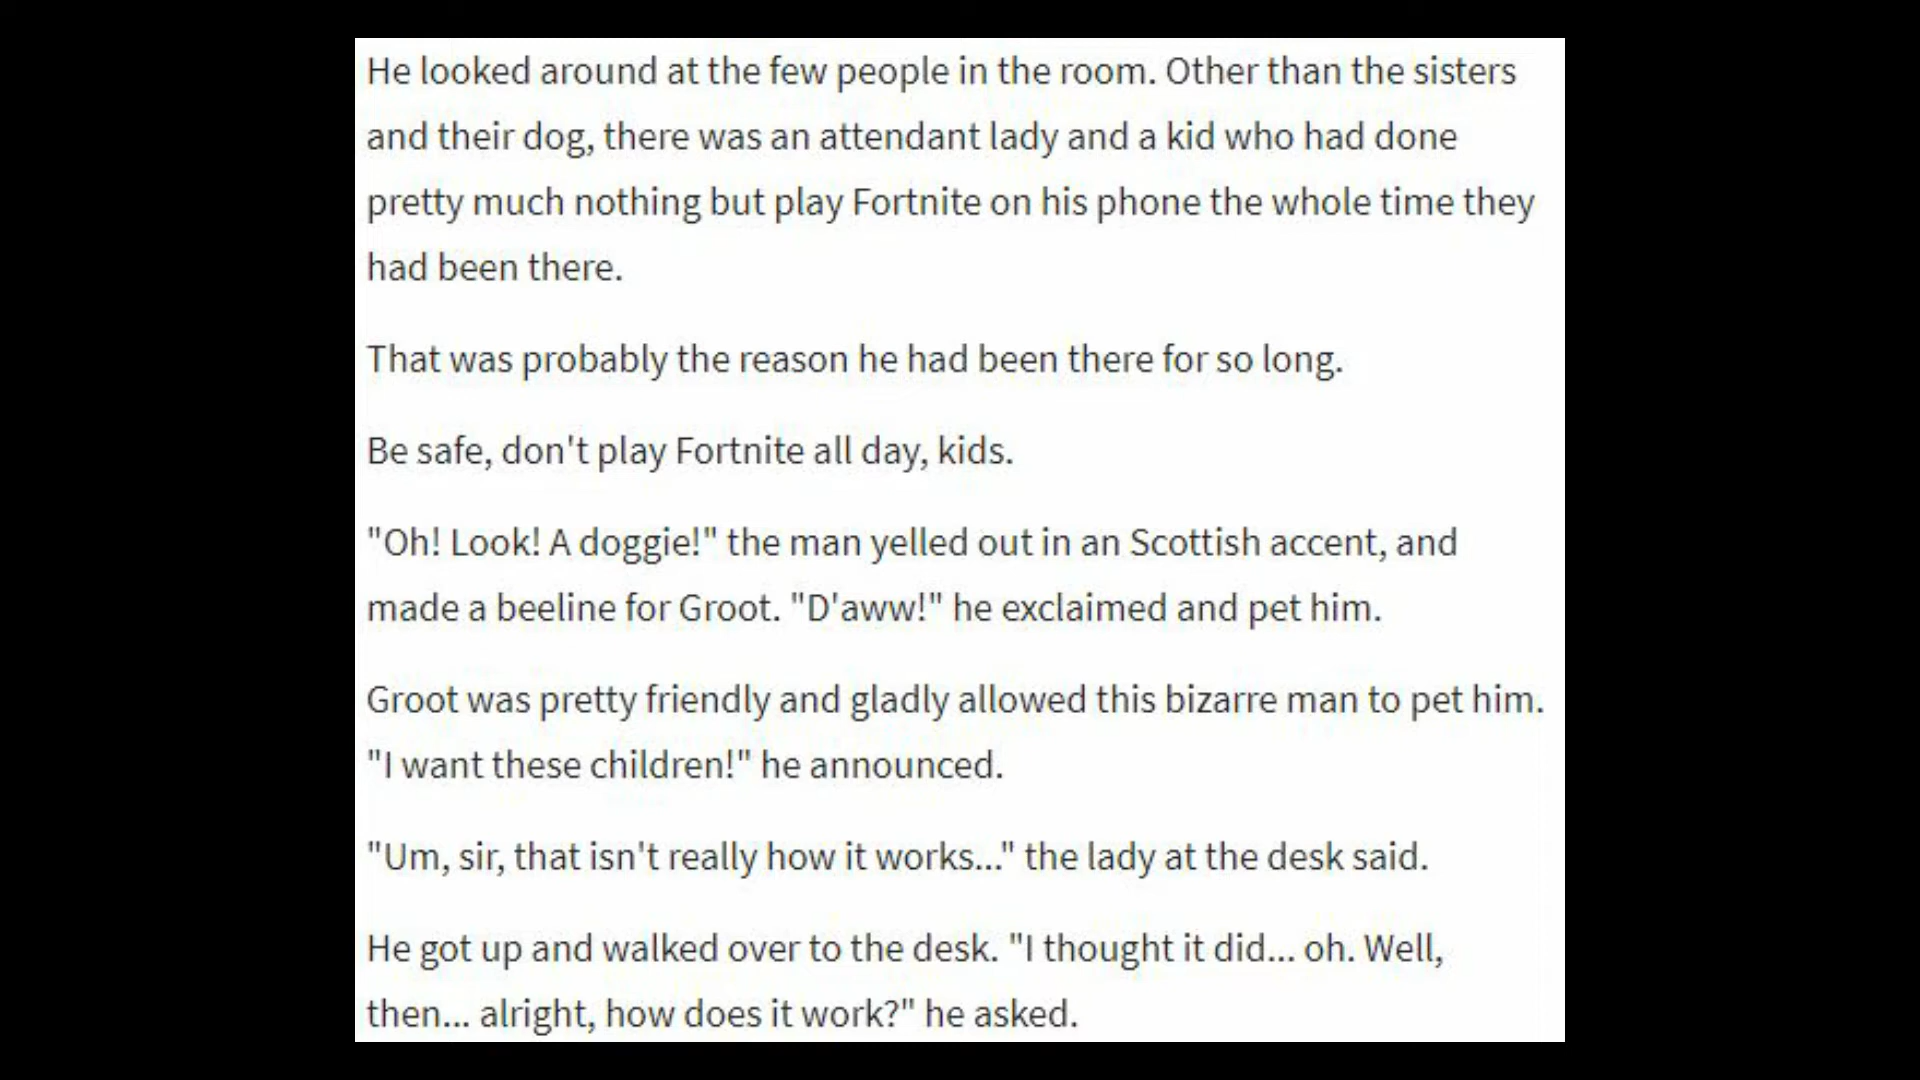 He looked around at the few people in the room. Other than the sisters
and their dog, there was an attendant lady and a kid who had done
pretty much nothing but play Fortnite on his phone the whole time they
had been there.
That was probably the reason he had been there for so long.
Be safe, don't play Fortnite all day, kids.
"Oh! Look! A doggie!" the man yelled out in an Scottish accent, and
made a beeline for Groot. "D'aww!" he exclaimed and pet him.
Groot was pretty friendly and gladly allowed this bizarre man to pet him.
"I want these children!" he announced.
"Um, sir, that isn't really how it works..." the lady at the desk said.
He got up and walked over to the desk. "I thought it did... oh. Well,
then... alright, how does it work?" he asked.